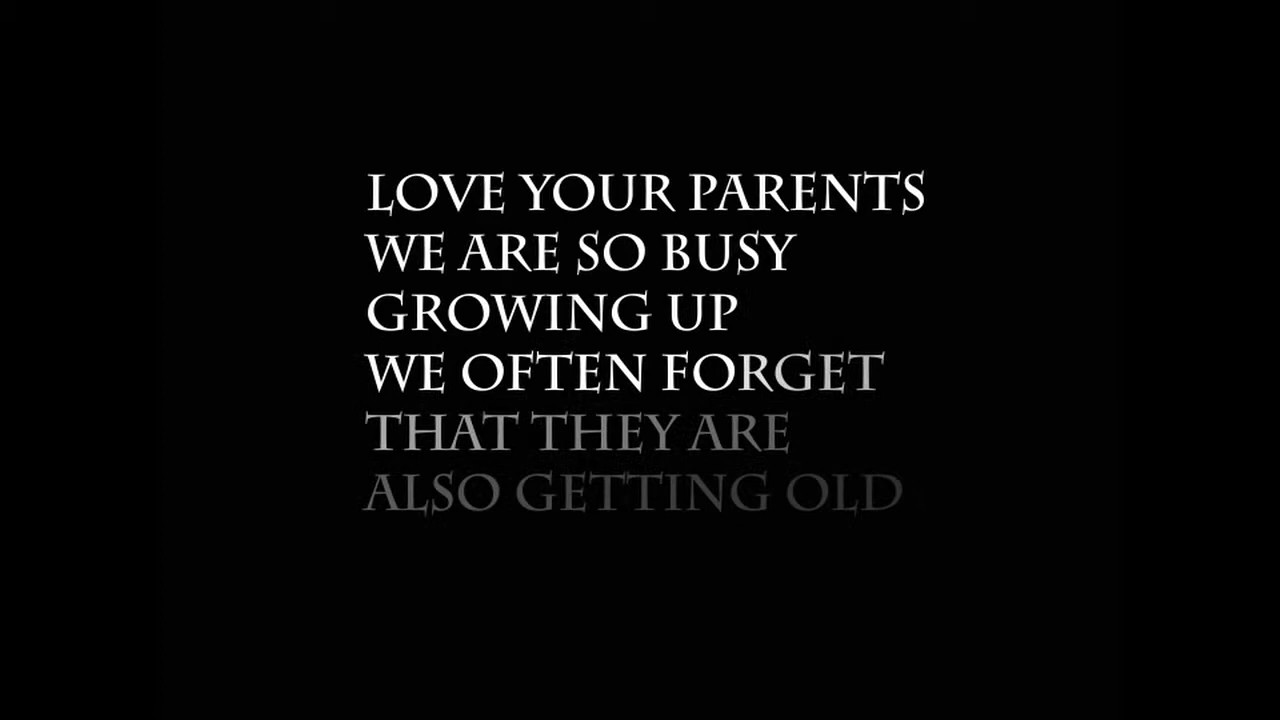 LOVE YOUR PARENTS
WE ARE SO BUSY
GROWING UP
WE OFTEN FORGET
THAT THEY ARE
ALSO GETTING OLD